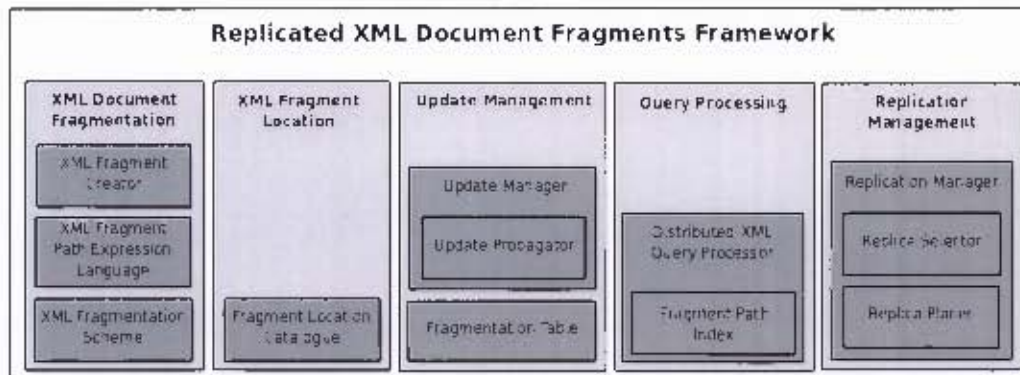 Replicated XML Document Fragments Framework
XML Document
Fragmentation
XML Fragment
Creator
XML Fragment
Path Expression
Language
XML Fragmentation
Scheme
XML Fragment
Location
Fragment Location
Catalogue
Update Management
Update Manager
Update Propagator
Fragmentation Table
Query Processing
Distributed XML
Query Processor
Fragment Path
Index
Replication
Management
Replication Manager
Replica Selector
Replica Placer